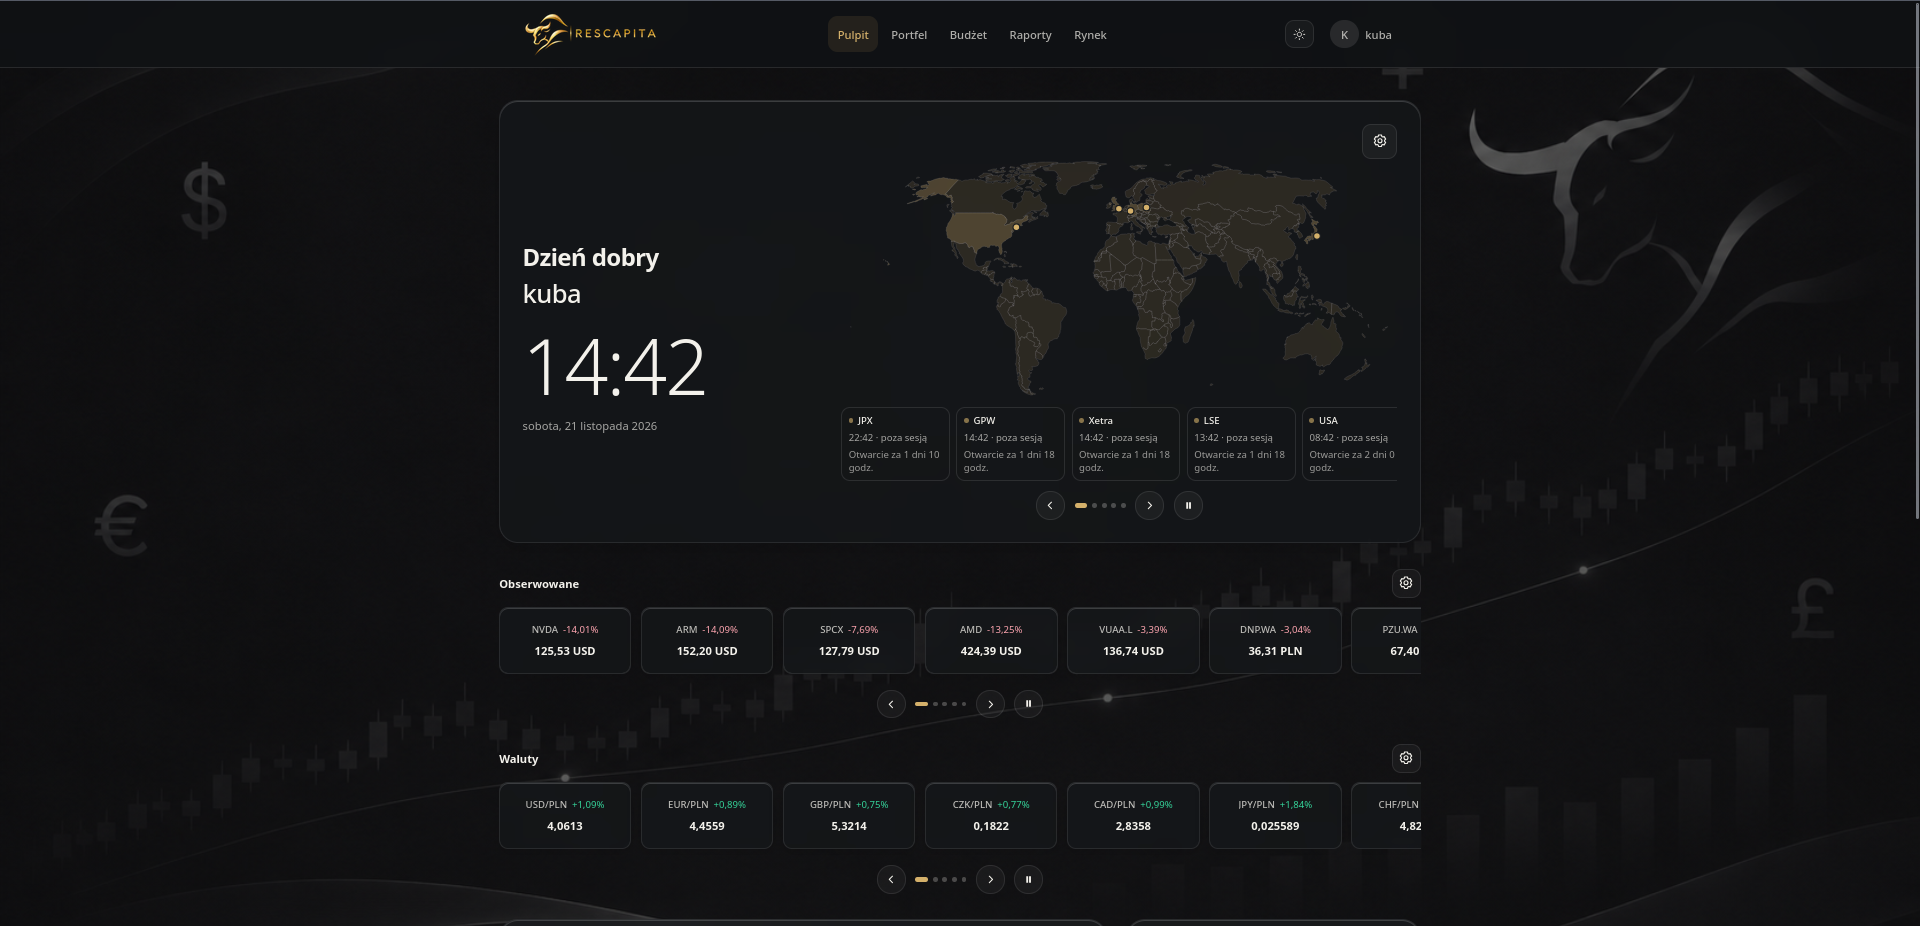 RESCAPITA
Pulpit
Portfel
Budżet
Raporty
Rynek
K
kuba
$
€
£
Dzień dobry
kuba
14:42
sobota, 21 listopada 2026
JPX
22:42 · poza sesją
Otwarcie za 1 dni 10
godz.
GPW
14:42 · poza sesją
Otwarcie za 1 dni 18
godz.
Xetra
14:42 · poza sesją
Otwarcie za 1 dni 18
godz.
LSE
13:42 · poza sesją
Otwarcie za 1 dni 18
godz.
USA
08:42 · poza sesją
Otwarcie za 2 dni 0
godz.
Obserwowane
NVDA -14,01%
125,53 USD
ARM -14,09%
152,20 USD
SPCX -7,69%
127,79 USD
AMD -13,25%
424,39 USD
VUAA.L -3,39%
136,74 USD
DNP.WA -3,04%
36,31 PLN
PZU.WA
67,40
Waluty
USD/PLN +1,09%
4,0613
EUR/PLN +0,89%
4,4559
GBP/PLN +0,75%
5,3214
CZK/PLN +0,77%
0,1822
CAD/PLN +0,99%
2,8358
JPY/PLN +1,84%
0,025589
CHF/PLN
4,82